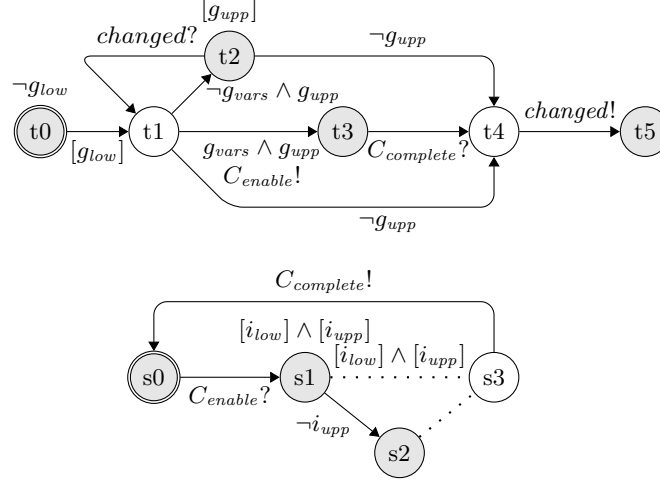 [g_upp]
changed?
t2
¬g_upp
¬g_low
¬g_vars ∧ g_upp
changed!
t0
t1
t3
t4
t5
[g_low]
g_vars ∧ g_upp
C_complete?
C_enable!
¬g_upp
C_complete!
[i_low] ∧ [i_upp]
[i_low] ∧ [i_upp]
s0
s1
s3
C_enable?
¬i_upp
s2